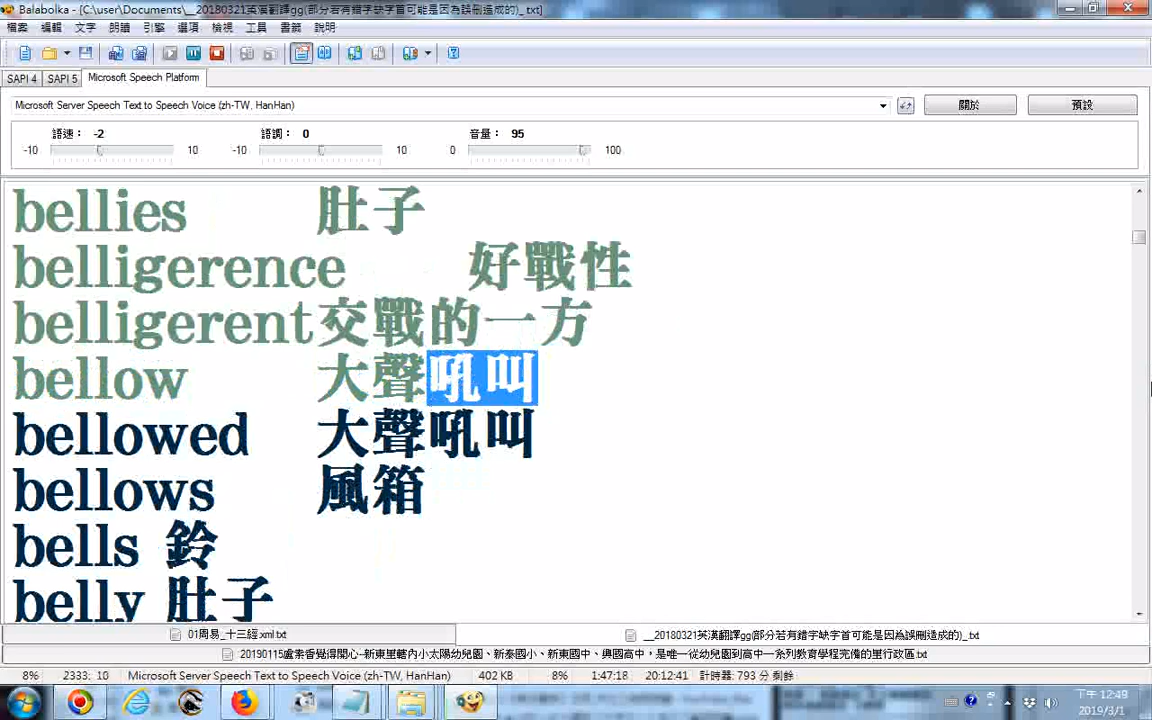 Balabolka - [C:\user\Documents\__20180321英漢翻譯gg(部分若有錯字缺字首可能是因為誤刪造成的)_.txt]
檔案 編輯 文字 朗讀 引擎 選項 檢視 工具 書籤 說明
SAPI 4 SAPI 5 Microsoft Speech Platform
Microsoft Server Speech Text to Speech Voice (zh-TW, HanHan) 關於 預設
語速： -2 語調： 0 音量： 95
-10 10 -10 10 0 100
bellies 肚子
belligerence 好戰性
belligerent 交戰的一方
bellow 大聲吼叫
bellowed 大聲吼叫
bellows 風箱
bells 鈴
belly 肚子
01周易_十三經.xml.txt __20180321英漢翻譯gg(部分若有錯字缺字首可能是因為誤刪造成的)_.txt
20190115盧素香覺得開心-新東里轄內小太陽幼兒園、新泰國小、新東國中、興國高中，是唯一從幼兒園到高中一系列教育學程完備的里行政區.txt
8% 2333: 10 Microsoft Server Speech Text to Speech Voice (zh-TW, HanHan) 402 KB 8% 1:47:18 20:12:41 計時器: 793 分 剩餘
下午 12:49
2019/3/1